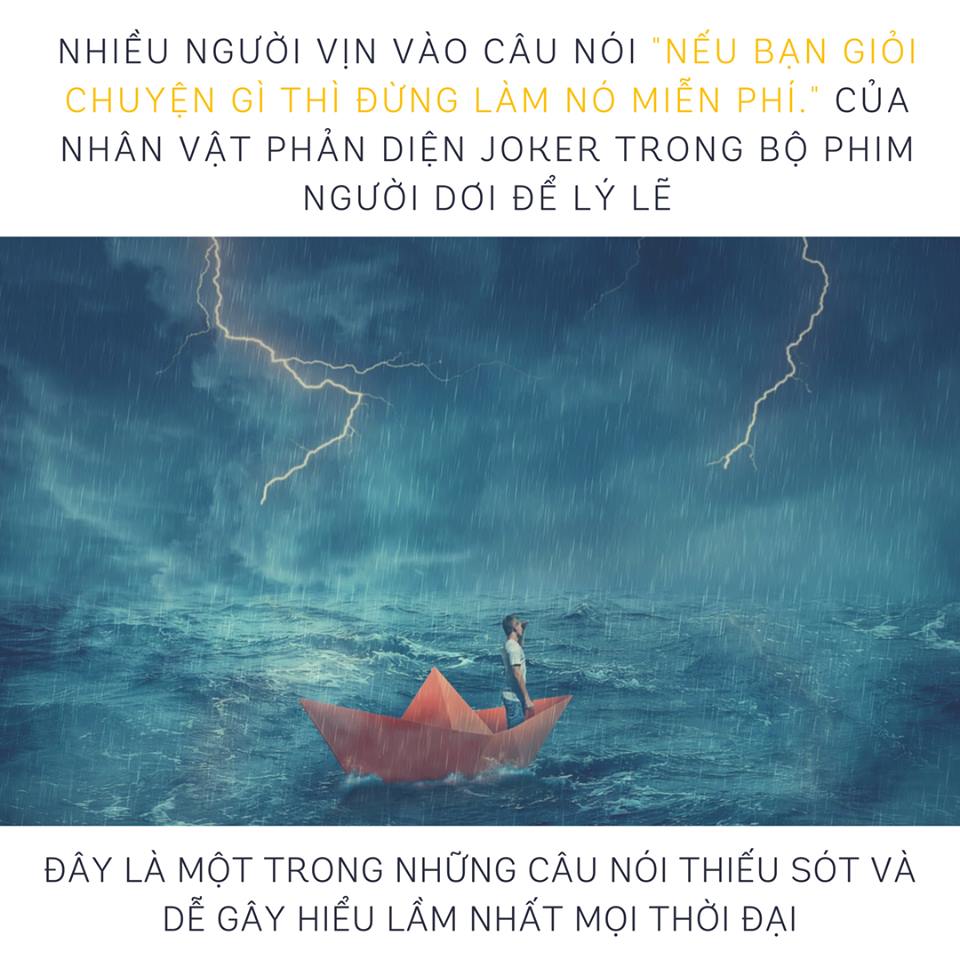 NHIỀU NGƯỜI VỊN VÀO CÂU NÓI "NẾU BẠN GIỎI
CHUYỆN GÌ THÌ ĐỪNG LÀM NÓ MIỄN PHÍ." CỦA
NHÂN VẬT PHẢN DIỆN JOKER TRONG BỘ PHIM
NGƯỜI DƠI ĐỂ LÝ LẼ
ĐÂY LÀ MỘT TRONG NHỮNG CÂU NÓI THIẾU SÓT VÀ
DỄ GÂY HIỂU LẦM NHẤT MỌI THỜI ĐẠI